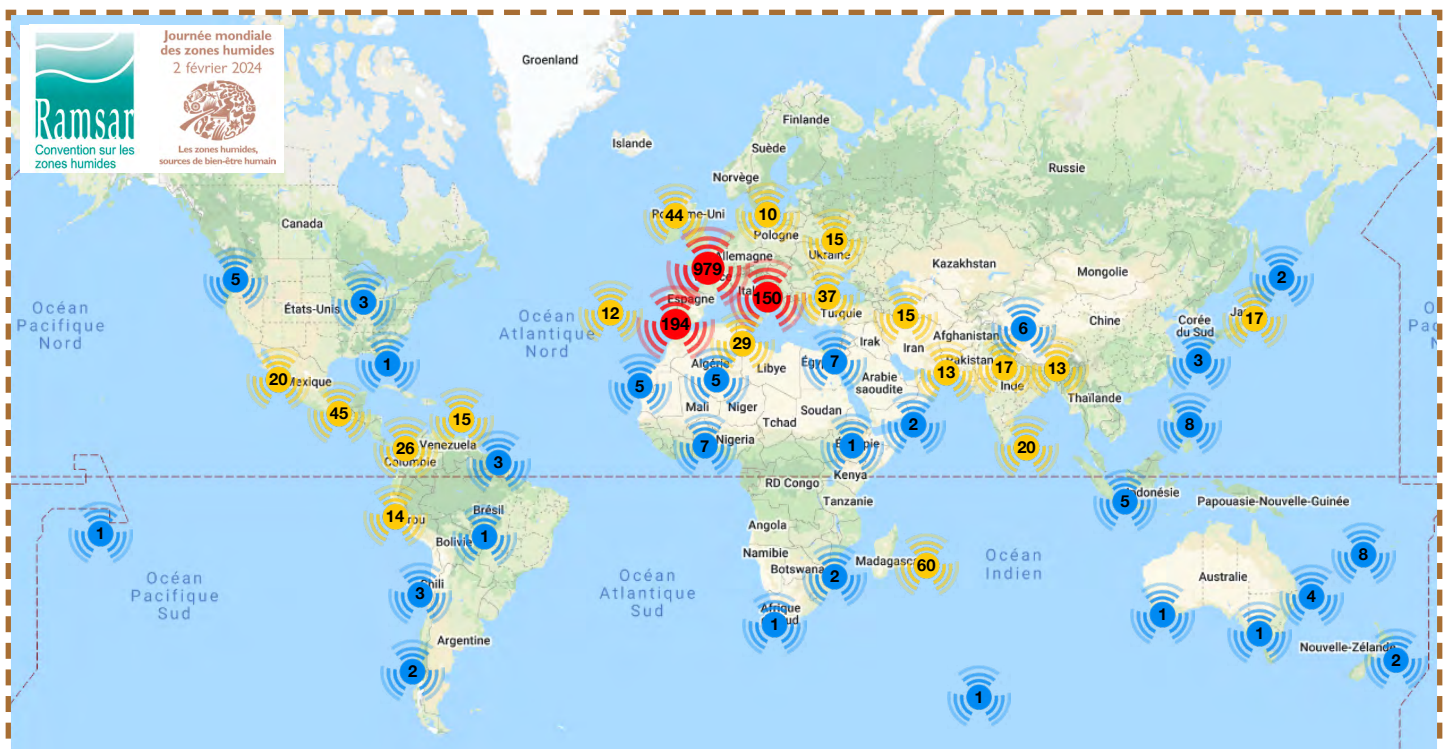 Ramsar
Convention sur les
zones humides
Journée mondiale
des zones humides
2 février 2024
Les zones humides,
sources de bien-être humain
Groenland
Islande
Finlande
Suède
Norvège
Russie
Canada
44
10
Pologne
15
Ukraine
Allemagne
979
Kazakhstan
Mongolie
5
3
États-Unis
Océan
Pacifique
Nord
Océan
Atlantique
Nord
12
Espagne
150
37
Turquie
194
29
15
Afghanistan
6
Chine
2
17
Corée
du Sud
3
Irak
Iran
Algérie
Libye
7
5
5
Arabie
saoudite
Pakistan
13
17
13
Inde
Thaïlande
1
20
Mexique
45
Mali
Niger
Tchad
Soudan
2
8
15
26
Venezuela
Colombie
3
7
Nigeria
1
20
Kenya
RD Congo
Tanzanie
5
Indonésie
Papouasie-Nouvelle-Guinée
14
Brésil
1
1
Angola
Namibie
Botswana
2
Madagascar
60
Océan
Indien
8
Océan
Pacifique
Sud
Océan
Atlantique
Sud
3
Australie
4
1
1
1
Argentine
2
Nouvelle-Zélande
2
1